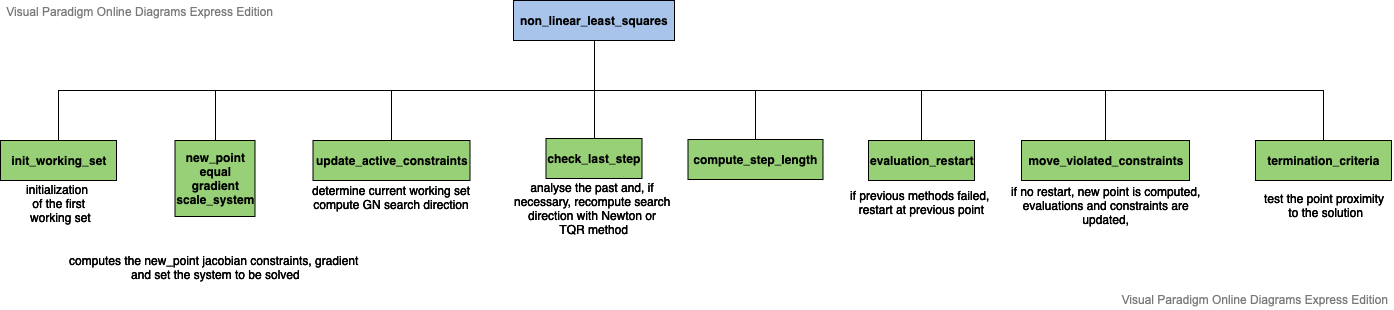 Visual Paradigm Online Diagrams Express Edition
non_linear_least_squares
init_working_set
initialization
of the first
working set
new_point
equal
gradient
scale_system
computes the new_point jacobian constraints, gradient
and set the system to be solved
update_active_constraints
determine current working set
compute GN search direction
check_last_step
analyse the past and, if
necessary, recompute search
direction with Newton or
TQR method
compute_step_length
evaluation_restart
if previous methods failed,
restart at previous point
move_violated_constraints
if no restart, new point is computed,
evaluations and constraints are
updated,
termination_criteria
test the point proximity
to the solution
Visual Paradigm Online Diagrams Express Edition